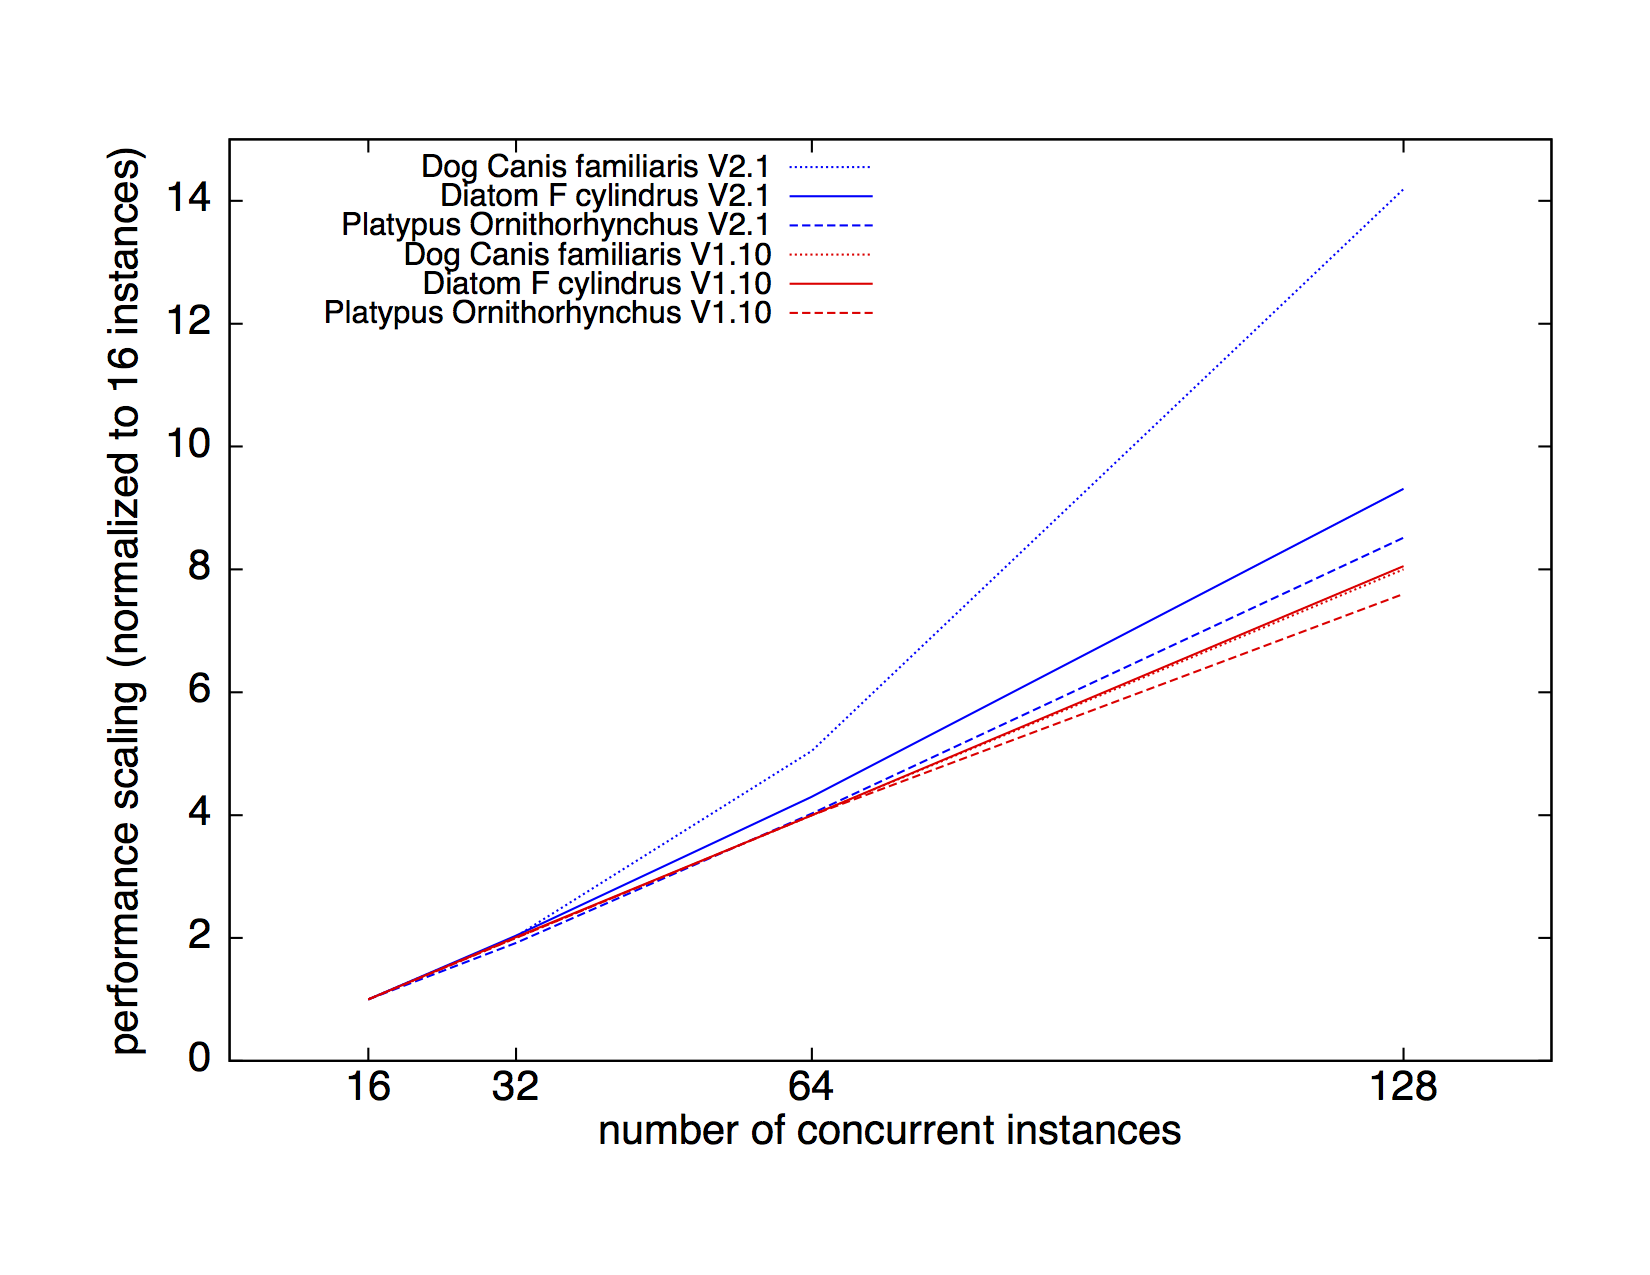 Dog Canis familiaris V2.1
Diatom F cylindrus V2.1
Platypus Ornithorhynchus V2.1
Dog Canis familiaris V1.10
Diatom F cylindrus V1.10
Platypus Ornithorhynchus V1.10
performance scaling (normalized to 16 instances)
14
12
10
8
6
4
2
0
16 32 64 128
number of concurrent instances